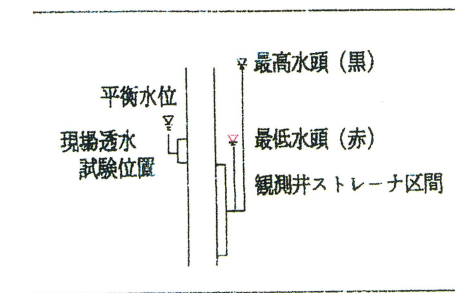 最高水頭（黒）
平衡水位
現場透水
試験位置
最低水頭（赤）
観測井ストレーナ区間